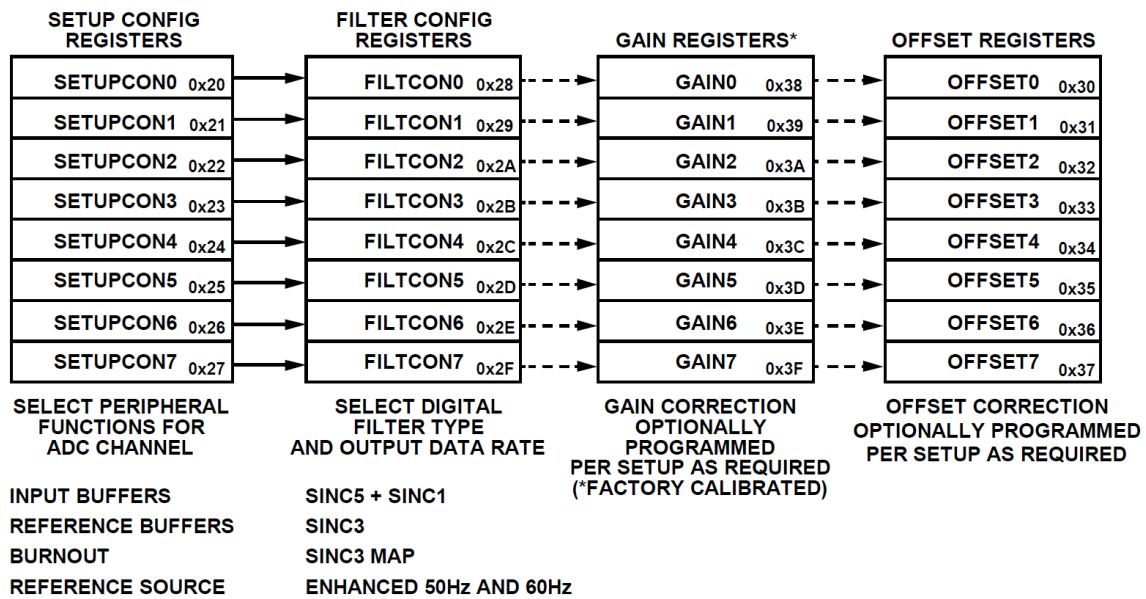 SETUP CONFIG
REGISTERS
FILTER CONFIG
REGISTERS
GAIN REGISTERS*
OFFSET REGISTERS
SETUPCON0 0x20
FILTCON0 0x28
GAIN0 0x38
OFFSET0 0x30
SETUPCON1 0x21
FILTCON1 0x29
GAIN1 0x39
OFFSET1 0x31
SETUPCON2 0x22
FILTCON2 0x2A
GAIN2 0x3A
OFFSET2 0x32
SETUPCON3 0x23
FILTCON3 0x2B
GAIN3 0x3B
OFFSET3 0x33
SETUPCON4 0x24
FILTCON4 0x2C
GAIN4 0x3C
OFFSET4 0x34
SETUPCON5 0x25
FILTCON5 0x2D
GAIN5 0x3D
OFFSET5 0x35
SETUPCON6 0x26
FILTCON6 0x2E
GAIN6 0x3E
OFFSET6 0x36
SETUPCON7 0x27
FILTCON7 0x2F
GAIN7 0x3F
OFFSET7 0x37
SELECT PERIPHERAL
FUNCTIONS FOR
ADC CHANNEL
SELECT DIGITAL
FILTER TYPE
AND OUTPUT DATA RATE
GAIN CORRECTION
OPTIONALLY
PROGRAMMED
PER SETUP AS REQUIRED
(*FACTORY CALIBRATED)
OFFSET CORRECTION
OPTIONALLY PROGRAMMED
PER SETUP AS REQUIRED
INPUT BUFFERS
REFERENCE BUFFERS
BURNOUT
REFERENCE SOURCE
SINC5 + SINC1
SINC3
SINC3 MAP
ENHANCED 50Hz AND 60Hz